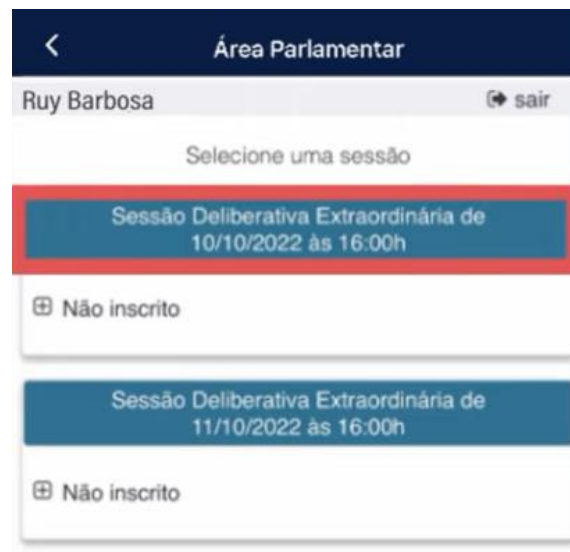 Área Parlamentar
Ruy Barbosa sair
Selecione uma sessão
Sessão Deliberativa Extraordinária de
10/10/2022 às 16:00h
Não inscrito
Sessão Deliberativa Extraordinária de
11/10/2022 às 16:00h
Não inscrito